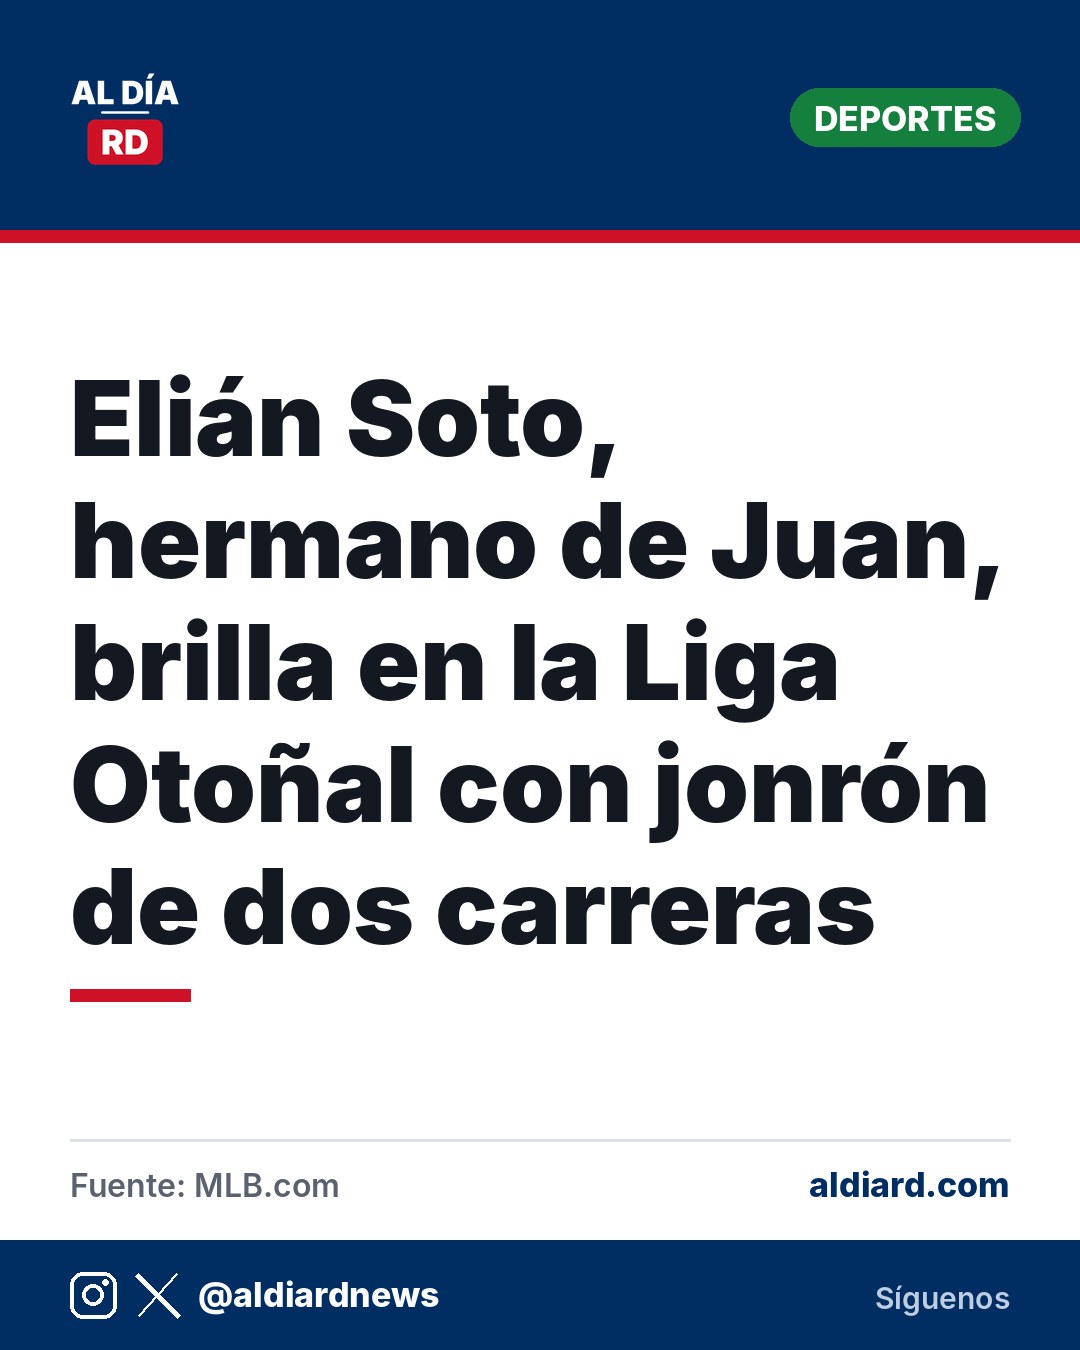 AL DÍA
RD
DEPORTES
Elián Soto,
hermano de Juan,
brilla en la Liga
Otoñal con jonrón
de dos carreras
Fuente: MLB.com
aldiard.com
@aldiardnews
Síguenos